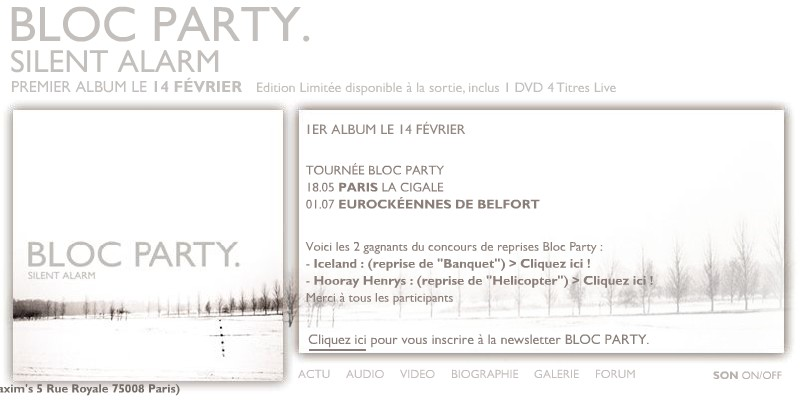 BLOC PARTY.
SILENT ALARM
PREMIER ALBUM LE 14 FÉVRIER Edition Limitée disponible à la sortie, inclus 1 DVD 4 Titres Live
BLOC PARTY.
SILENT ALARM
1ER ALBUM LE 14 FÉVRIER
TOURNÉE BLOC PARTY
18.05 PARIS LA CIGALE
01.07 EUROCKÉENNES DE BELFORT
Voici les 2 gagnants du concours de reprises Bloc Party :
- Iceland : (reprise de "Banquet") > Cliquez ici !
- Hooray Henrys : (reprise de "Helicopter") > Cliquez ici !
Merci à tous les participants
Cliquez ici pour vous inscrire à la newsletter BLOC PARTY.
axim's 5 Rue Royale 75008 Paris)
ACTU AUDIO VIDEO BIOGRAPHIE GALERIE FORUM SON ON/OFF